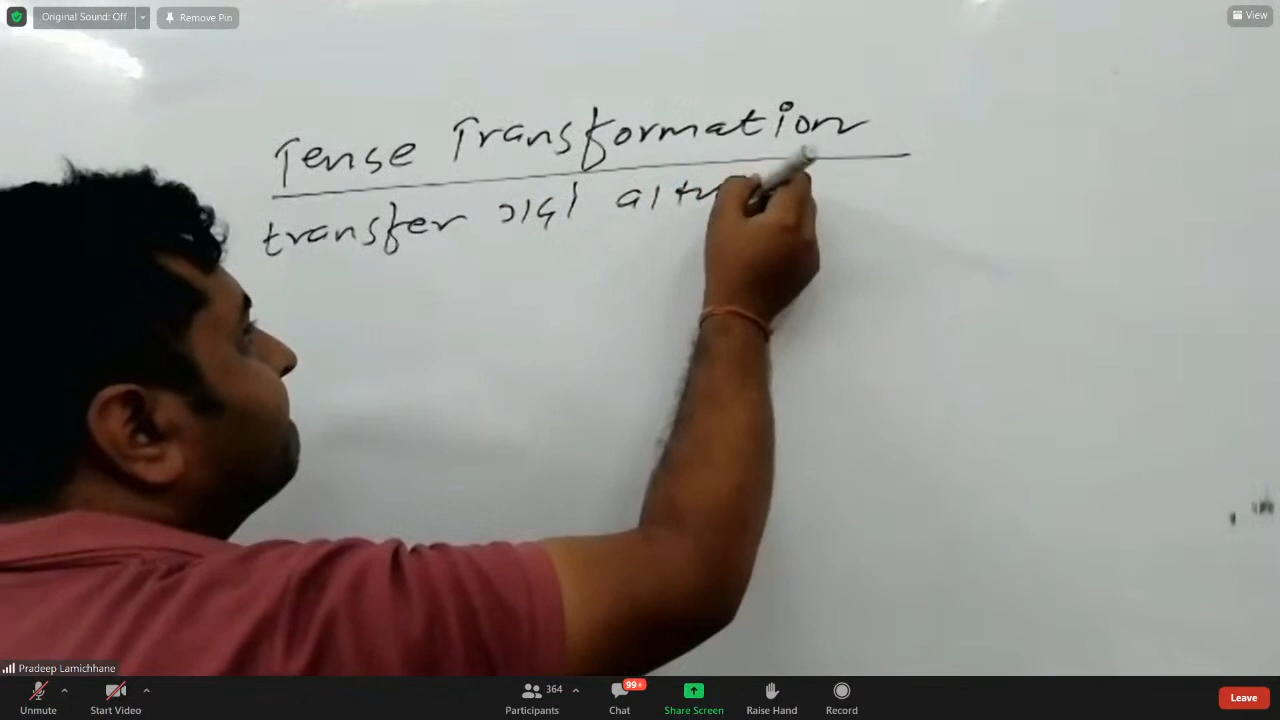 Original Sound: Off
Remove Pin
View
Tense Transformation
transfer गर्दा
Pradeep Lamichhane
Unmute
Start Video
364
Participants
99+
Chat
Share Screen
Raise Hand
Record
Leave